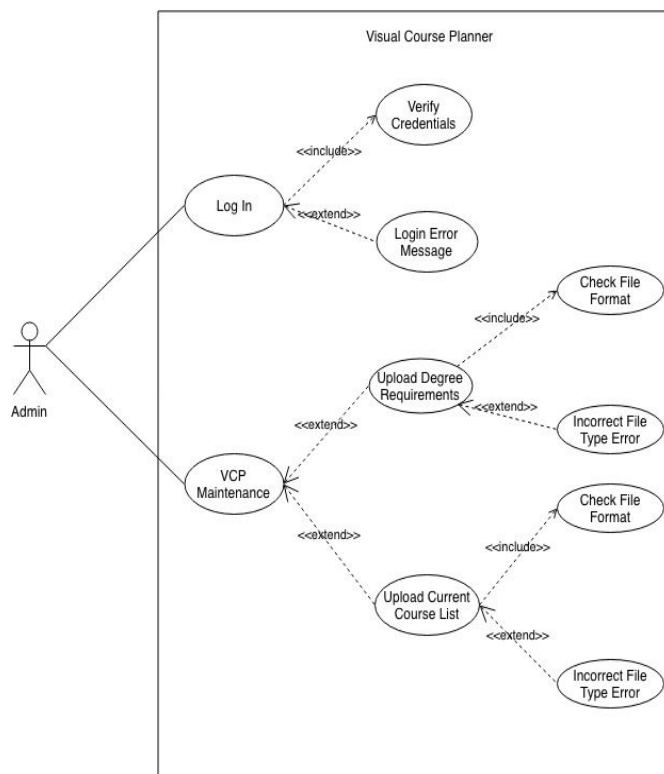 Visual Course Planner
Verify
Credentials
<<include>>
Log In
<<extend>>
Login Error
Message
Check File
Format
<<include>>
Admin
Upload Degree
Requirements
<<extend>>
<<extend>>
Incorrect File
Type Error
VCP
Maintenance
Check File
Format
<<extend>>
<<include>>
Upload Current
Course List
<<extend>>
Incorrect File
Type Error